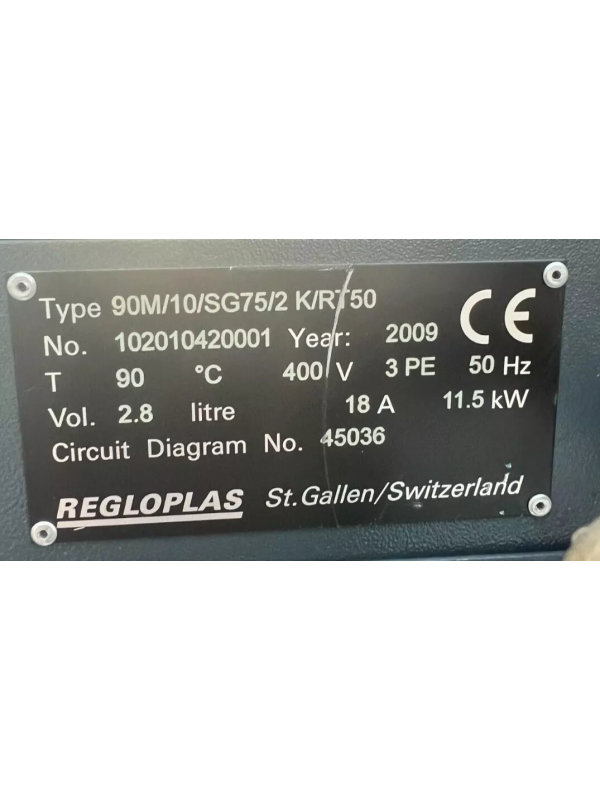 Type 90M/10/SG75/2 K/RT50
No. 102010420001 Year: 2009 CE
T 90 °C 400 V 3 PE 50 Hz
Vol. 2.8 litre 18 A 11.5 kW
Circuit Diagram No. 45036
REGLOPLAS St. Gallen/Switzerland